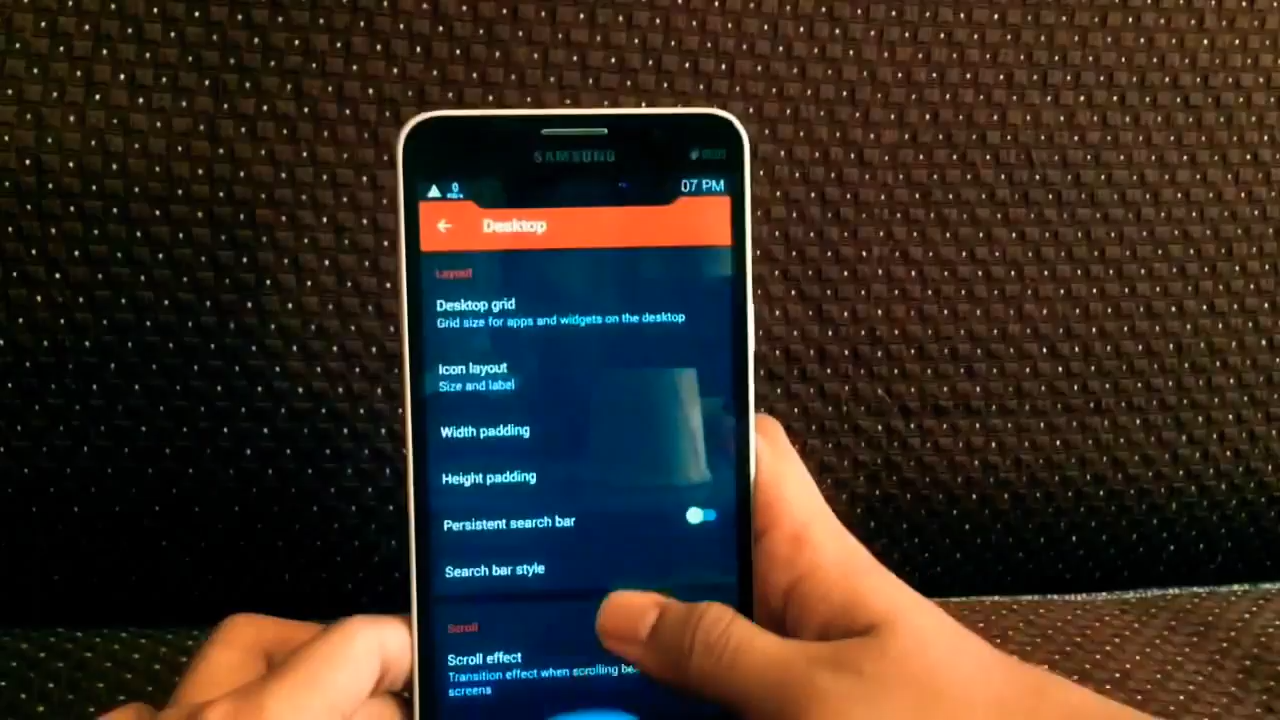 SAMSUNG
0
07 PM
Desktop
Layout
Desktop grid
Grid size for apps and widgets on the desktop
Icon layout
Size and label
Width padding
Height padding
Persistent search bar
Search bar style
Scroll
Scroll effect
Transition effect when scrolling
screens